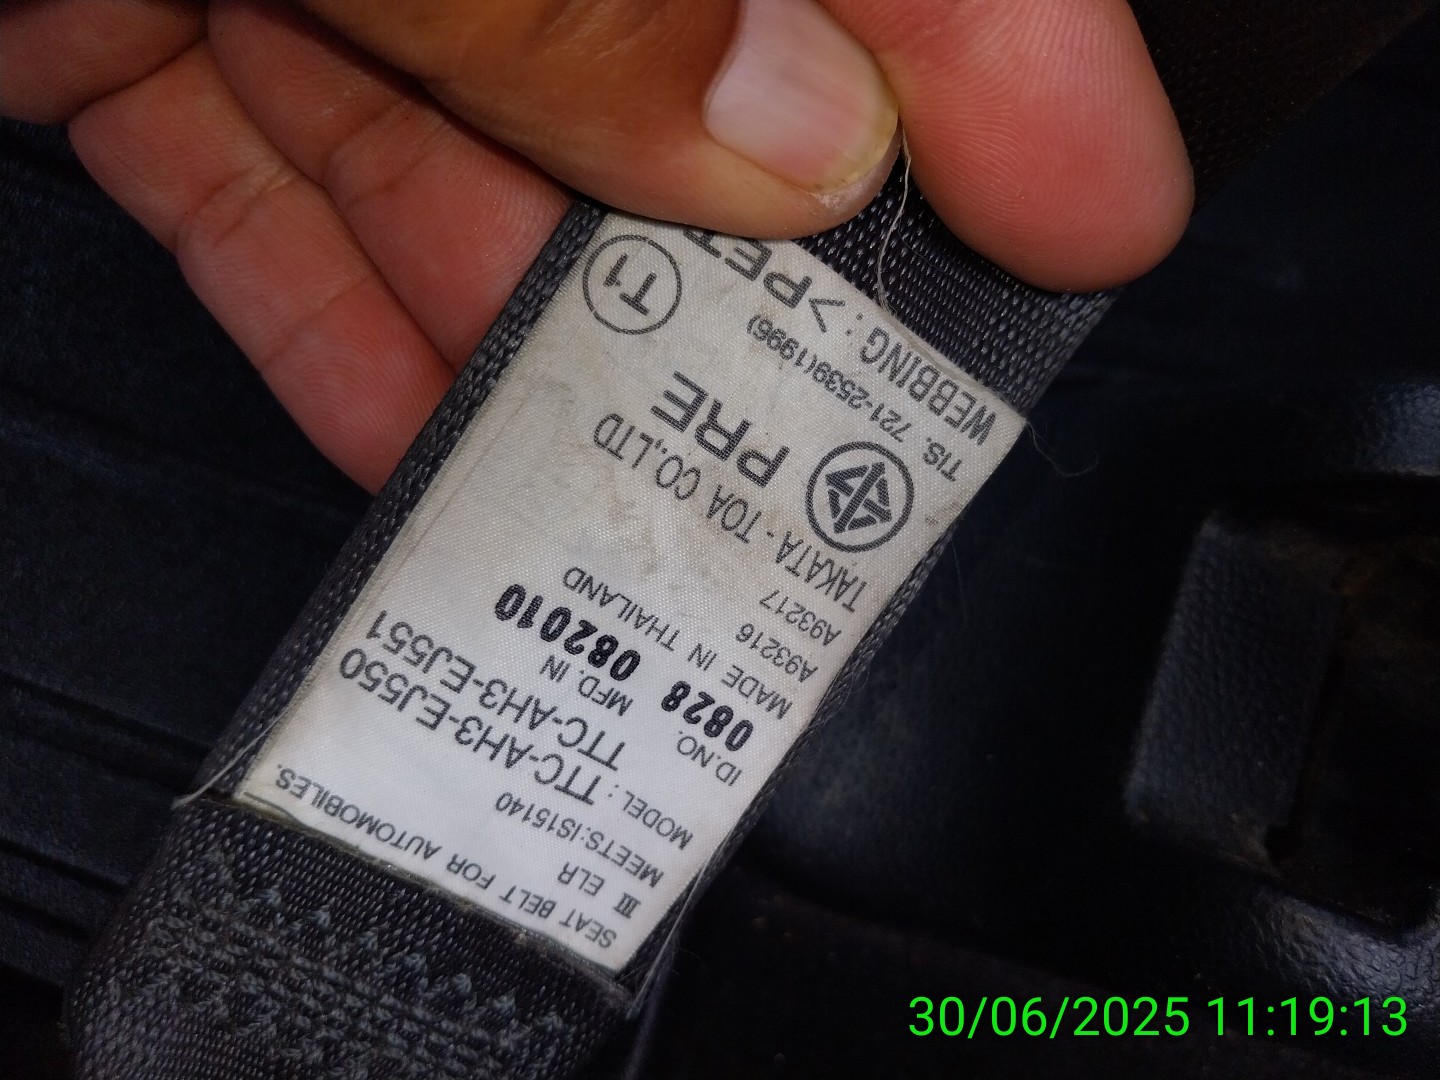 SEAT BELT FOR AUTOMOBILES.
III ELR
MEETS:IS15140
MODEL : TTC-AH3-EJ550
TTC-AH3-EJ551
ID.NO. 0828 MFD. IN 082010
MADE IN THAILAND
A93216
A93217
TAKATA - TOA CO.,LTD
PRE
TIS. 721-2539(1996)
WEBBING : >PET
T1
30/06/2025 11:19:13